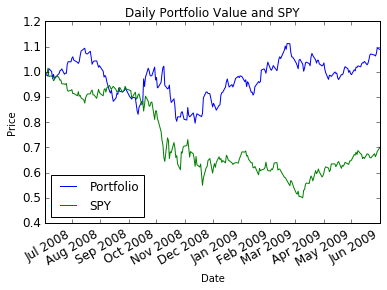 Daily Portfolio Value and SPY
1.2
1.1
1.0
0.9
0.8
0.7
0.6
0.5
0.4
Price
Portfolio
SPY
Jul 2008
Aug 2008
Sep 2008
Oct 2008
Nov 2008
Dec 2008
Jan 2009
Feb 2009
Mar 2009
Apr 2009
May 2009
Jun 2009
Date